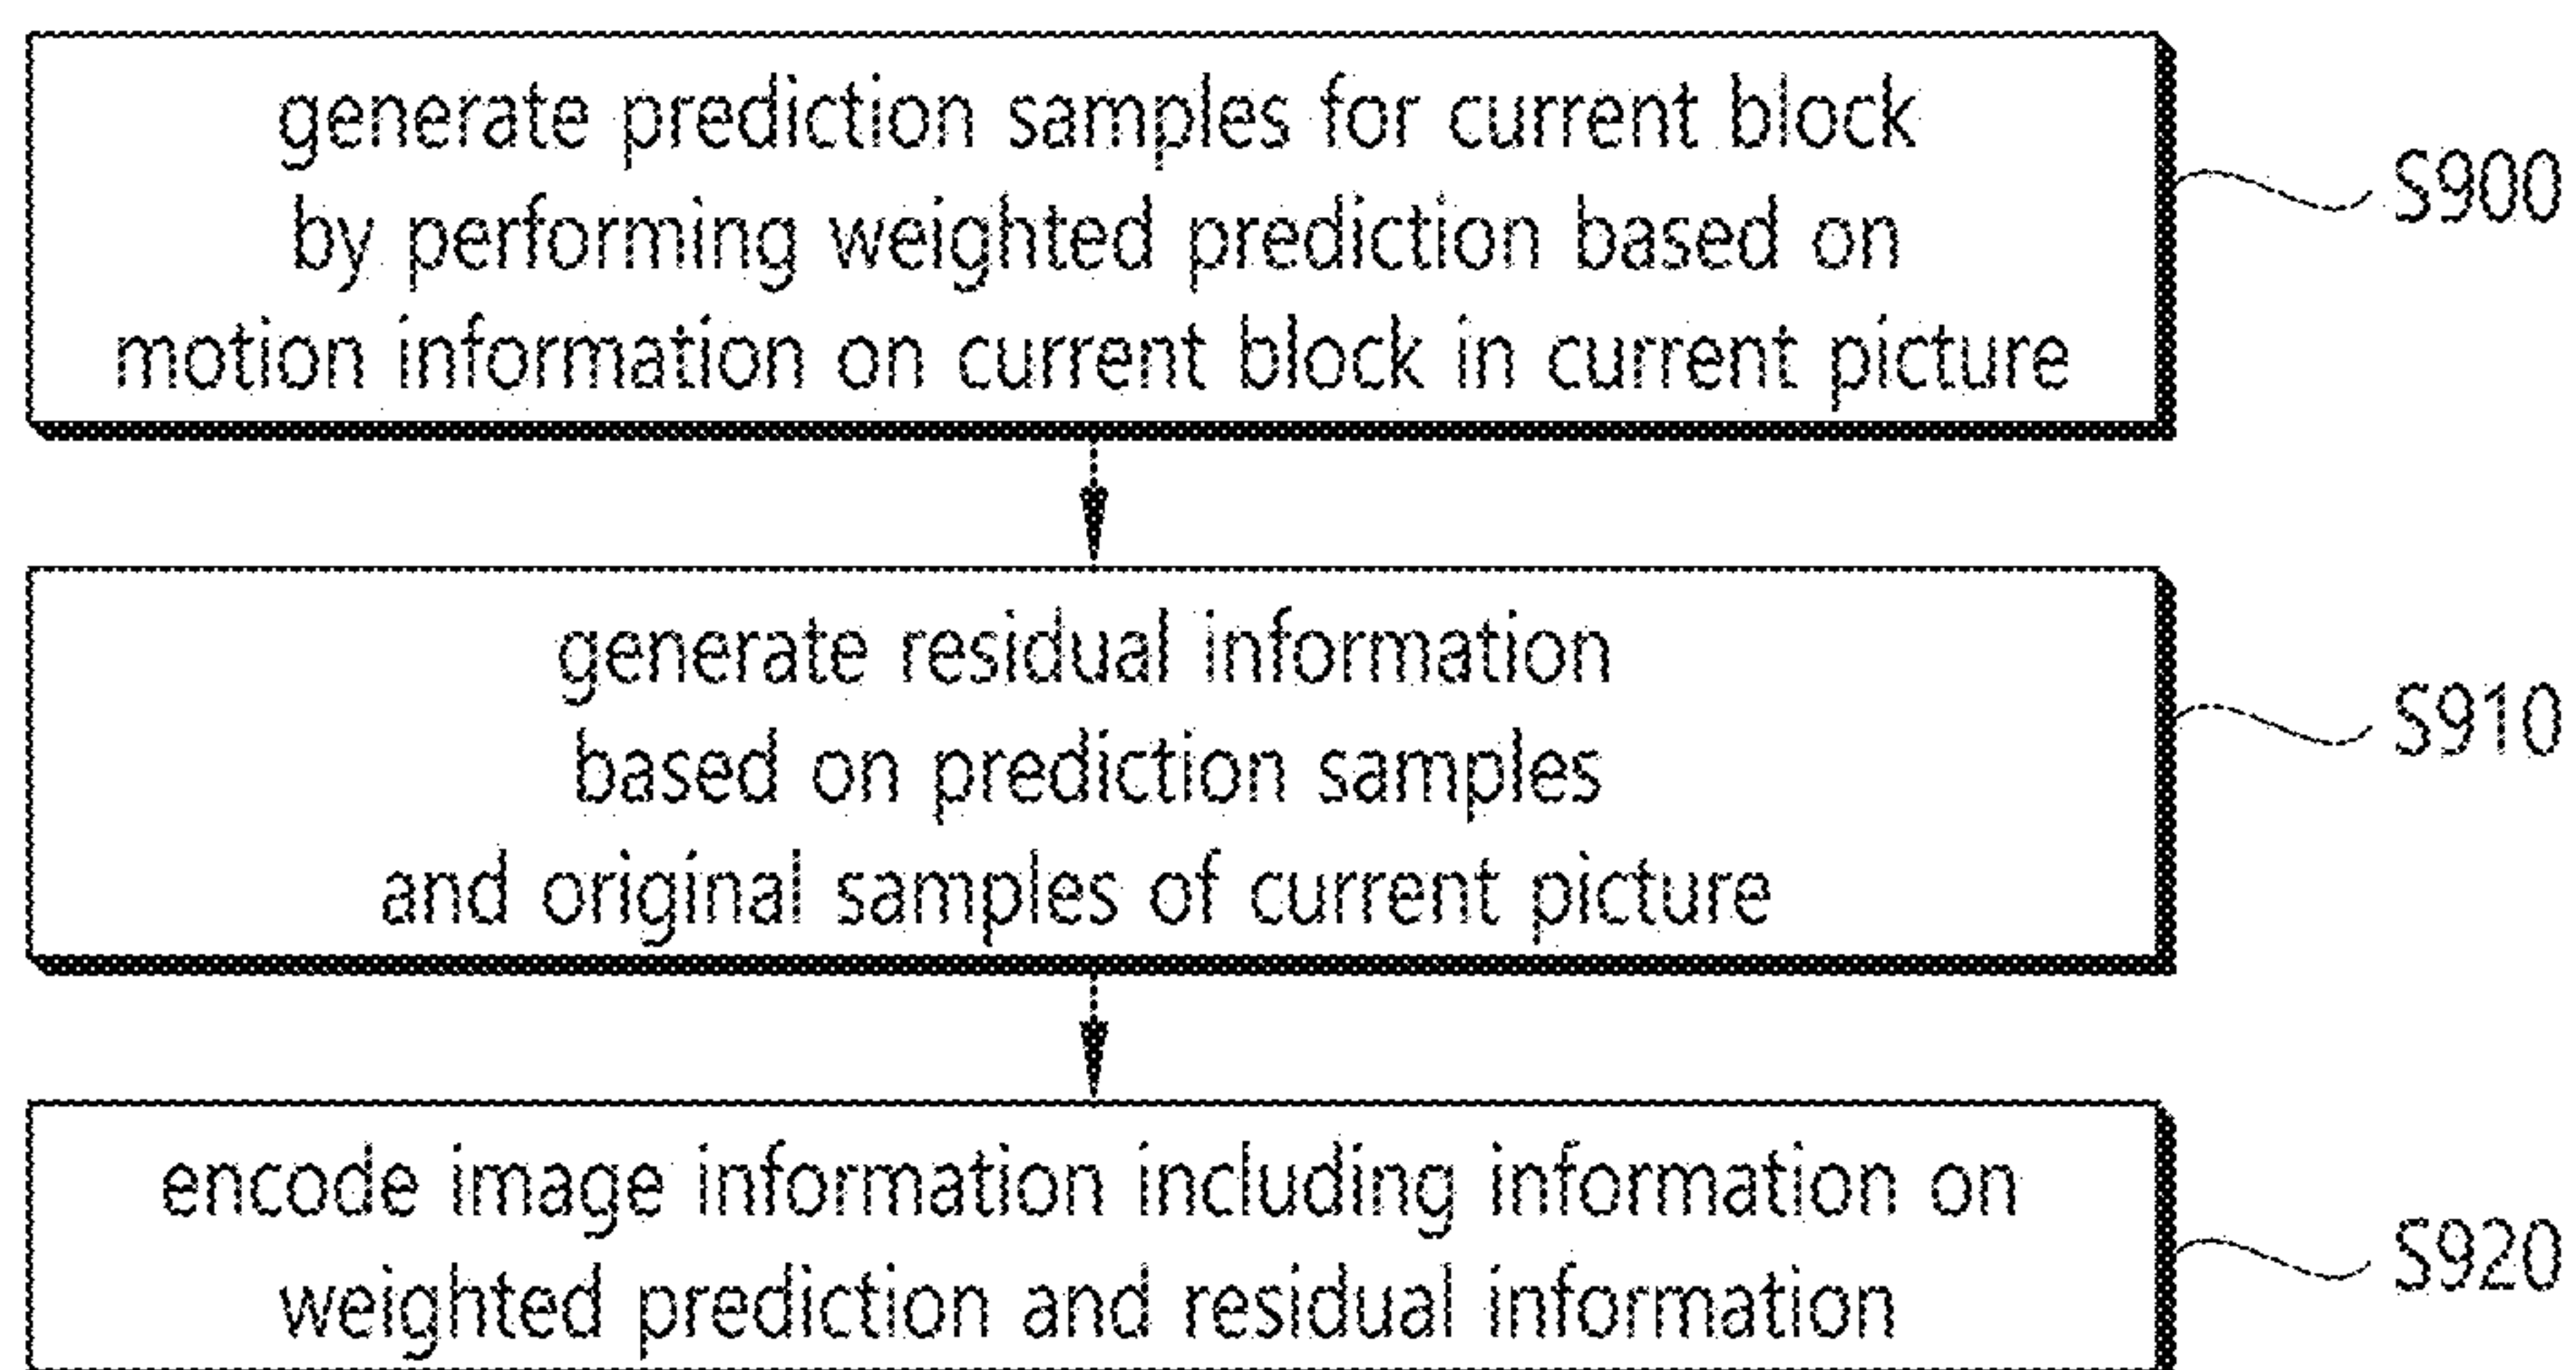 generate prediction samples for current block
by performing weighted prediction based on
motion information on current block in current picture
S900
generate residual information
based on prediction samples
and original samples of current picture
S910
encode image information including information on
weighted prediction and residual information
S920